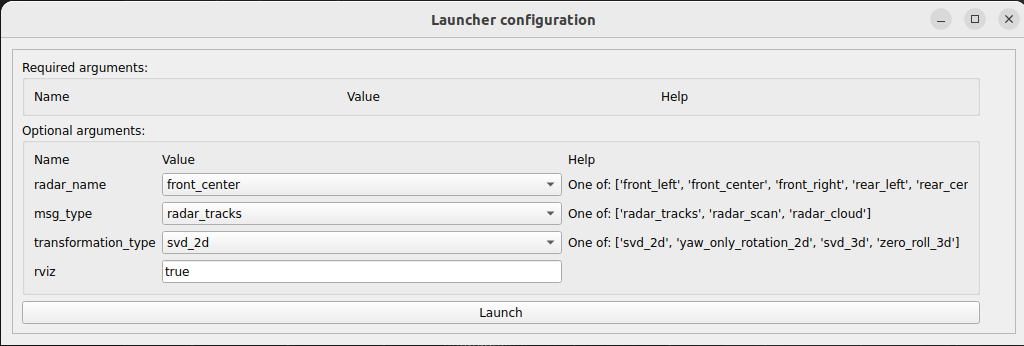 Launcher configuration
Required arguments:
Name Value Help
Optional arguments:
Name Value Help
radar_name front_center One of: ['front_left', 'front_center', 'front_right', 'rear_left', 'rear_cer
msg_type radar_tracks One of: ['radar_tracks', 'radar_scan', 'radar_cloud']
transformation_type svd_2d One of: ['svd_2d', 'yaw_only_rotation_2d', 'svd_3d', 'zero_roll_3d']
rviz true
Launch